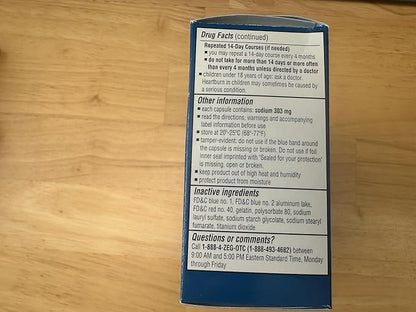 Drug Facts (continued)
Repeated 14-Day Courses (if needed)
■ you may repeat a 14-day course every 4 months
■ do not take for more than 14 days or more often
than every 4 months unless directed by a doctor
■ children under 18 years of age: ask a doctor.
Heartburn in children may sometimes be caused by
a serious condition.
Other information
■ each capsule contains: sodium 303 mg
■ read the directions, warnings and accompanying
label information before use
■ store at 20°-25°C (68°-77°F)
■ tamper-evident: do not use if the blue band around
the capsule is missing or broken. Do not use if foil
inner seal imprinted with 'Sealed for your protection'
is missing, open or broken.
■ keep product out of high heat and humidity
■ protect product from moisture
Inactive ingredients
FD&C blue no. 1, FD&C blue no. 2 aluminum lake,
FD&C red no. 40, gelatin, polysorbate 80, sodium
lauryl sulfate, sodium starch glycolate, sodium stearyl
fumarate, titanium dioxide
Questions or comments?
Call 1-888-4-ZEG-OTC (1-888-493-4682) between
9:00 AM and 5:00 PM Eastern Standard Time, Monday
through Friday